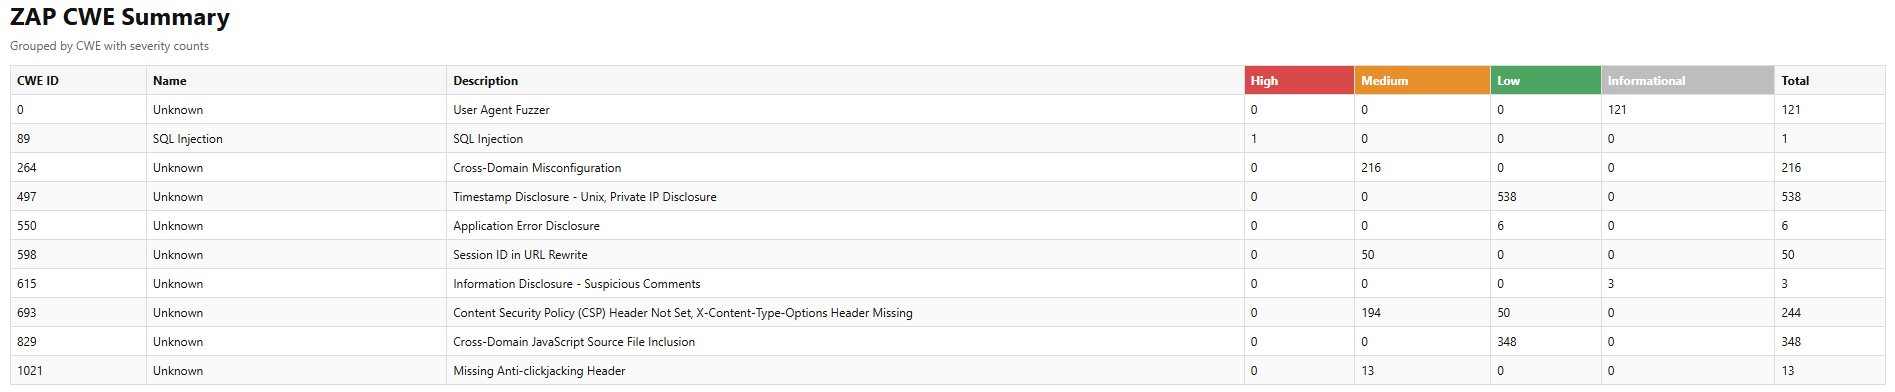 ZAP CWE Summary
Grouped by CWE with severity counts
CWE ID Name Description High Medium Low Informational Total
0 Unknown User Agent Fuzzer 0 0 0 121 121
89 SQL Injection SQL Injection 1 0 0 0 1
264 Unknown Cross-Domain Misconfiguration 0 216 0 0 216
497 Unknown Timestamp Disclosure - Unix, Private IP Disclosure 0 0 538 0 538
550 Unknown Application Error Disclosure 0 0 6 0 6
598 Unknown Session ID in URL Rewrite 0 50 0 0 50
615 Unknown Information Disclosure - Suspicious Comments 0 0 0 3 3
693 Unknown Content Security Policy (CSP) Header Not Set, X-Content-Type-Options Header Missing 0 194 50 0 244
829 Unknown Cross-Domain JavaScript Source File Inclusion 0 0 348 0 348
1021 Unknown Missing Anti-clickjacking Header 0 13 0 0 13